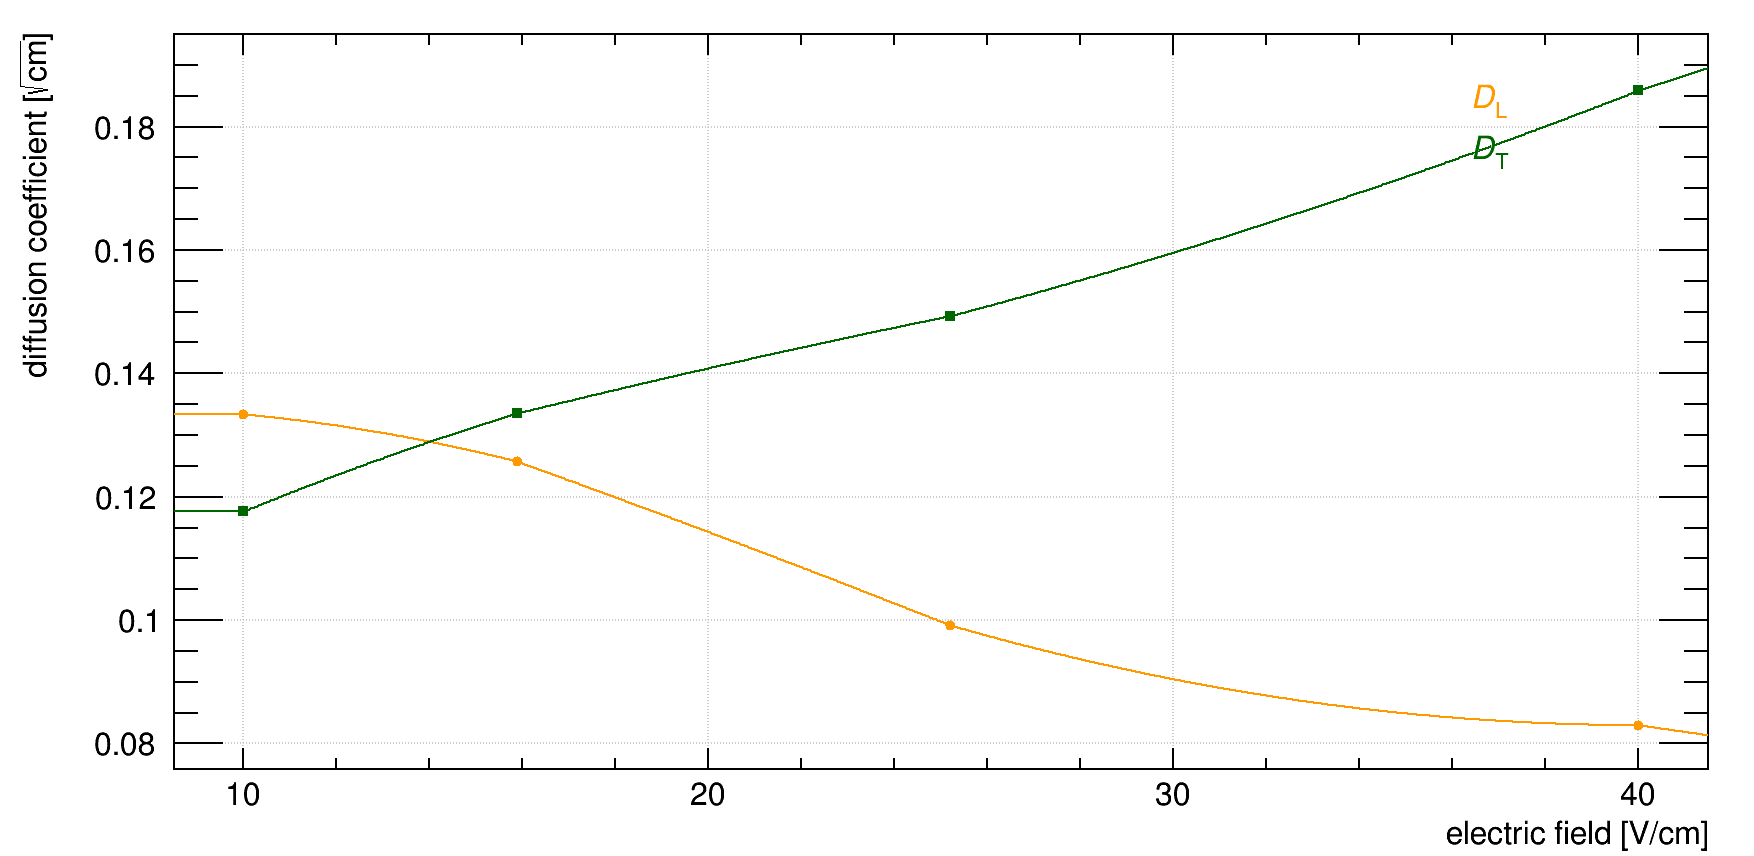 diffusion coefficient [√cm]
0.18
0.16
0.14
0.12
0.1
0.08
D_L
D_T
10 20 30 40
electric field [V/cm]